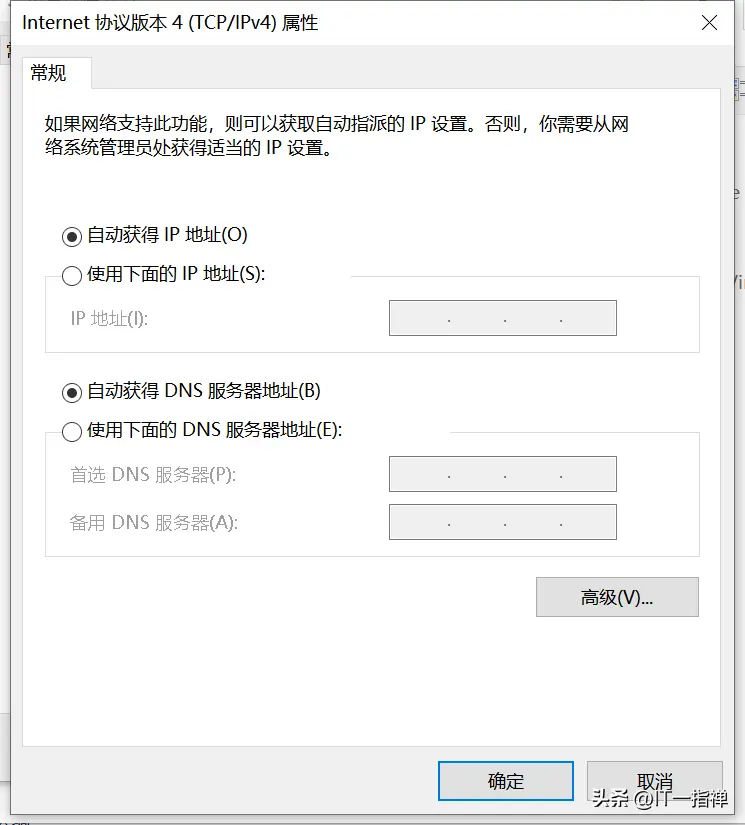 Internet 协议版本 4 (TCP/IPv4) 属性
常规
如果网络支持此功能，则可以获取自动指派的 IP 设置。否则，你需要从网
络系统管理员处获得适当的 IP 设置。
自动获得 IP 地址(O)
使用下面的 IP 地址(S):
IP 地址(I):
自动获得 DNS 服务器地址(B)
使用下面的 DNS 服务器地址(E):
首选 DNS 服务器(P):
备用 DNS 服务器(A):
高级(V)...
确定
取消
头条 @IT一指禅